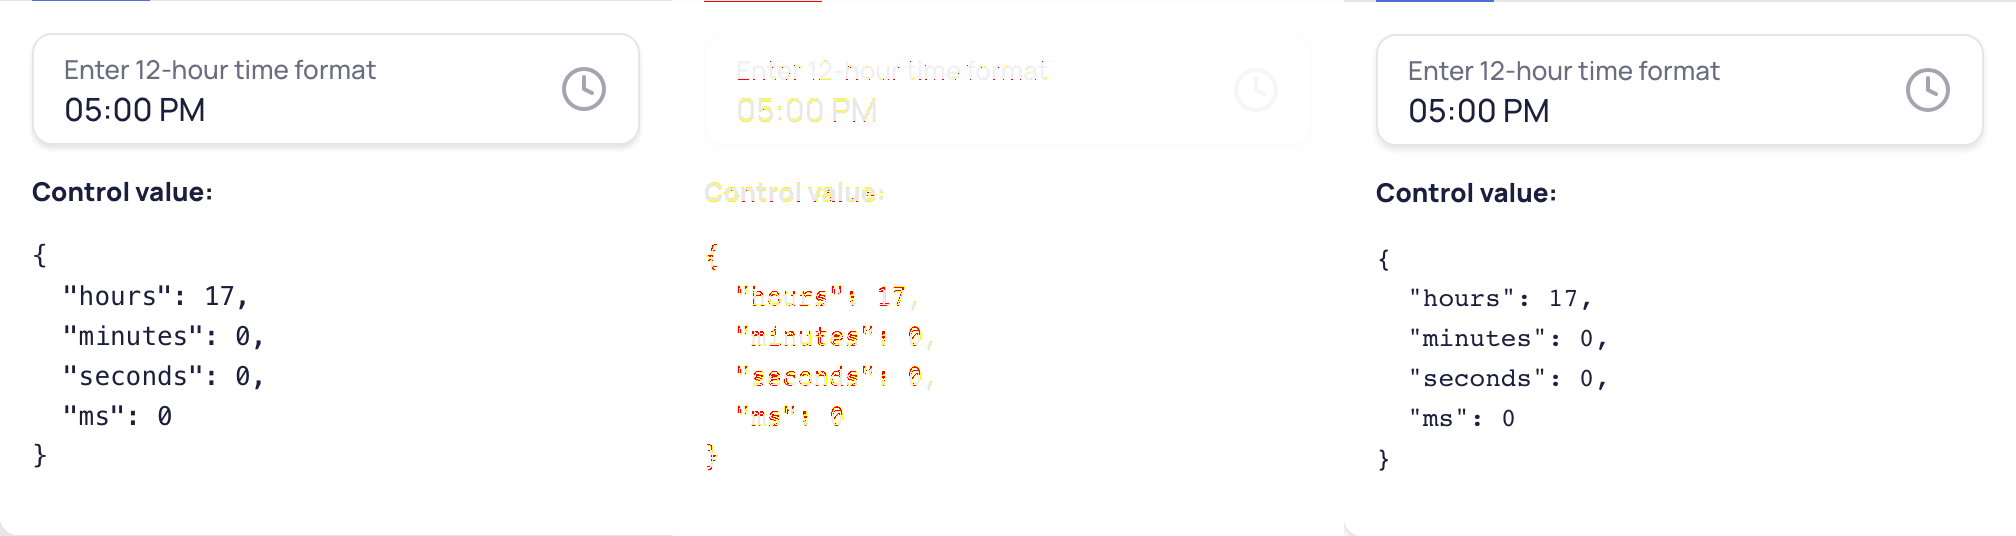 Enter 12-hour time format
05:00 PM
Control value:
{
"hours": 17,
"minutes": 0,
"seconds": 0,
"ms": 0
}
Enter 12-hour time format
05:00 PM
Control value:
{
"hours": 17,
"minutes": 0,
"seconds": 0,
"ms": 0
}
Enter 12-hour time format
05:00 PM
Control value:
{
"hours": 17,
"minutes": 0,
"seconds": 0,
"ms": 0
}